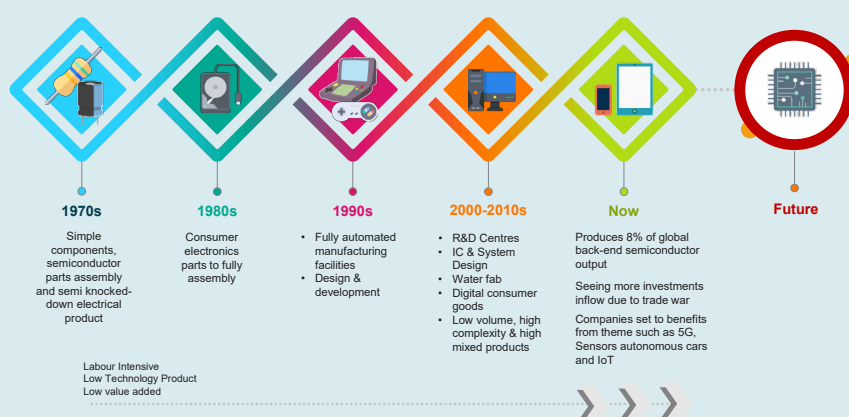 1970s
Simple
components,
semiconductor
parts assembly
and semi knocked-
down electrical
product
1980s
Consumer
electronics
parts to fully
assembly
1990s
• Fully automated
manufacturing
facilities
• Design &
development
2000-2010s
• R&D Centres
• IC & System
Design
• Water fab
• Digital consumer
goods
• Low volume, high
complexity & high
mixed products
Now
Produces 8% of global
back-end semiconductor
output
Seeing more investments
inflow due to trade war
Companies set to benefits
from theme such as 5G,
Sensors autonomous cars
and IoT
Future
Labour Intensive
Low Technology Product
Low value added